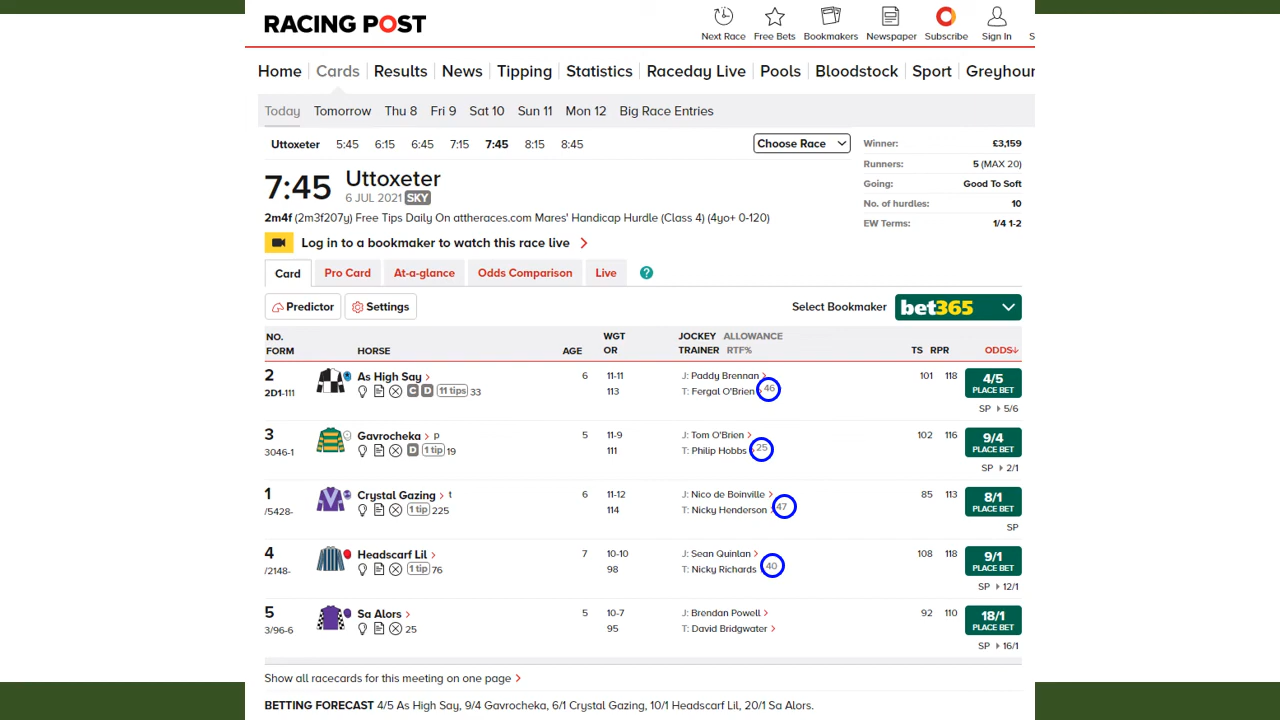 RACING POST
Next Race Free Bets Bookmakers Newspaper Subscribe Sign In S
Home Cards Results News Tipping Statistics Raceday Live Pools Bloodstock Sport Greyhour
Today Tomorrow Thu 8 Fri 9 Sat 10 Sun 11 Mon 12 Big Race Entries
Uttoxeter 5:45 6:15 6:45 7:15 7:45 8:15 8:45 Choose Race
Winner: £3,159
Runners: 5 (MAX 20)
Going: Good To Soft
No. of hurdles: 10
EW Terms: 1/4 1-2
7:45 Uttoxeter
6 JUL 2021 SKY
2m4f (2m3f207y) Free Tips Daily On attheraces.com Mares' Handicap Hurdle (Class 4) (4yo+ 0-120)
Log in to a bookmaker to watch this race live
Card Pro Card At-a-glance Odds Comparison Live ?
Predictor Settings Select Bookmaker bet365
NO. WGT JOCKEY ALLOWANCE
FORM HORSE AGE OR TRAINER RTF% TS RPR ODDS
2 As High Say 6 11-11 J: Paddy Brennan 101 118 4/5
2D1-111 C D 11 tips 33 113 T: Fergal O'Brien 46 PLACE BET
SP 5/6
3 Gavrocheka p 5 11-9 J: Tom O'Brien 102 116 9/4
3046-1 D 1 tip 19 111 T: Philip Hobbs 25 PLACE BET
SP 2/1
1 Crystal Gazing t 6 11-12 J: Nico de Boinville 85 113 8/1
/5428- 1 tip 225 114 T: Nicky Henderson 47 PLACE BET
SP
4 Headscarf Lil 7 10-10 J: Sean Quinlan 108 118 9/1
/2148- 1 tip 76 98 T: Nicky Richards 40 PLACE BET
SP 12/1
5 Sa Alors 5 10-7 J: Brendan Powell 92 110 18/1
3/96-6 25 95 T: David Bridgwater PLACE BET
SP 16/1
Show all racecards for this meeting on one page
BETTING FORECAST 4/5 As High Say, 9/4 Gavrocheka, 6/1 Crystal Gazing, 10/1 Headscarf Lil, 20/1 Sa Alors.